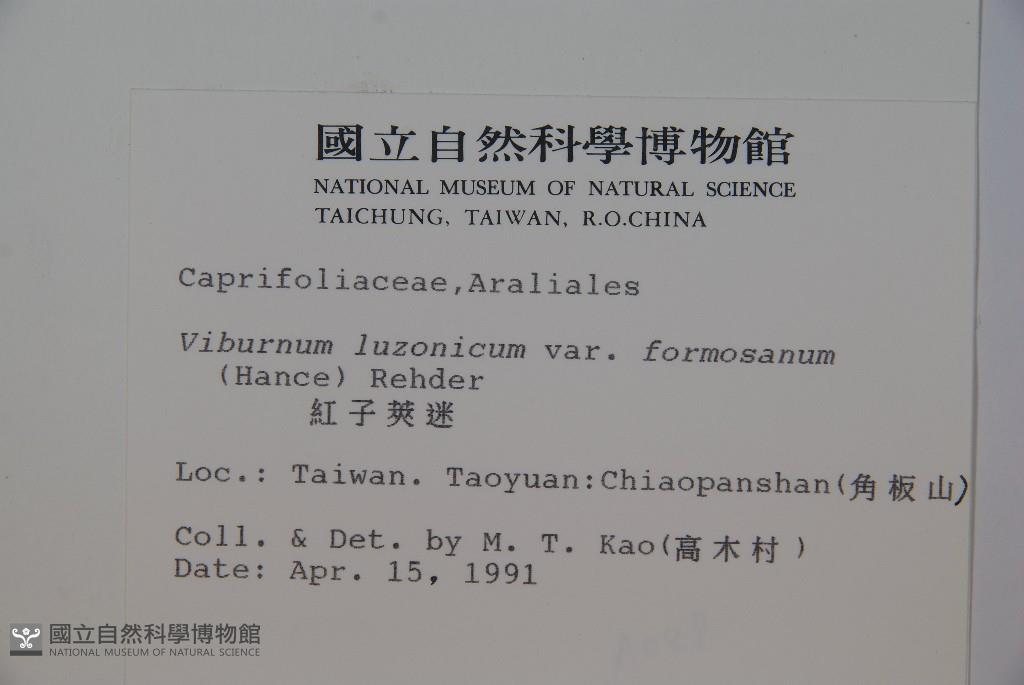 國立自然科學博物館
NATIONAL MUSEUM OF NATURAL SCIENCE
TAICHUNG, TAIWAN, R.O.CHINA
Caprifoliaceae,Araliales
Viburnum luzonicum var. formosanum
(Hance) Rehder
紅子莢迷
Loc.: Taiwan. Taoyuan:Chiaopanshan(角板山)
Coll. & Det. by M. T. Kao(高木村)
Date: Apr. 15, 1991
國立自然科學博物館
NATIONAL MUSEUM OF NATURAL SCIENCE